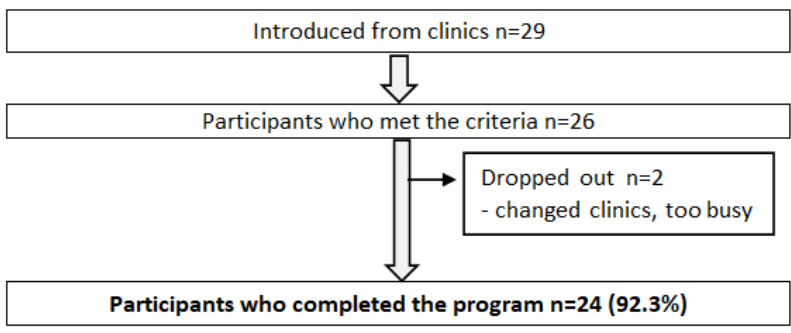 Introduced from clinics n=29
Participants who met the criteria n=26
Dropped out n=2
- changed clinics, too busy
Participants who completed the program n=24 (92.3%)